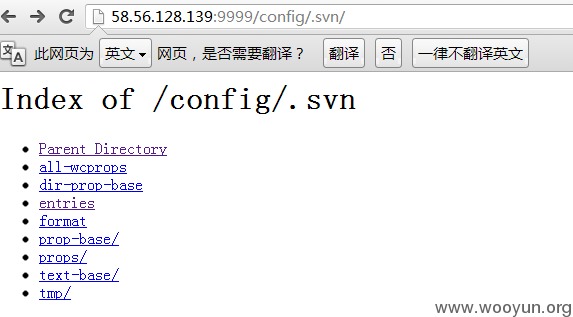 58.56.128.139:9999/config/.svn/
此网页为 英文 网页，是否需要翻译？ 翻译 否 一律不翻译英文
Index of /config/.svn
Parent Directory
all-wcprops
dir-prop-base
entries
format
prop-base/
props/
text-base/
tmp/
www.wooyun.org